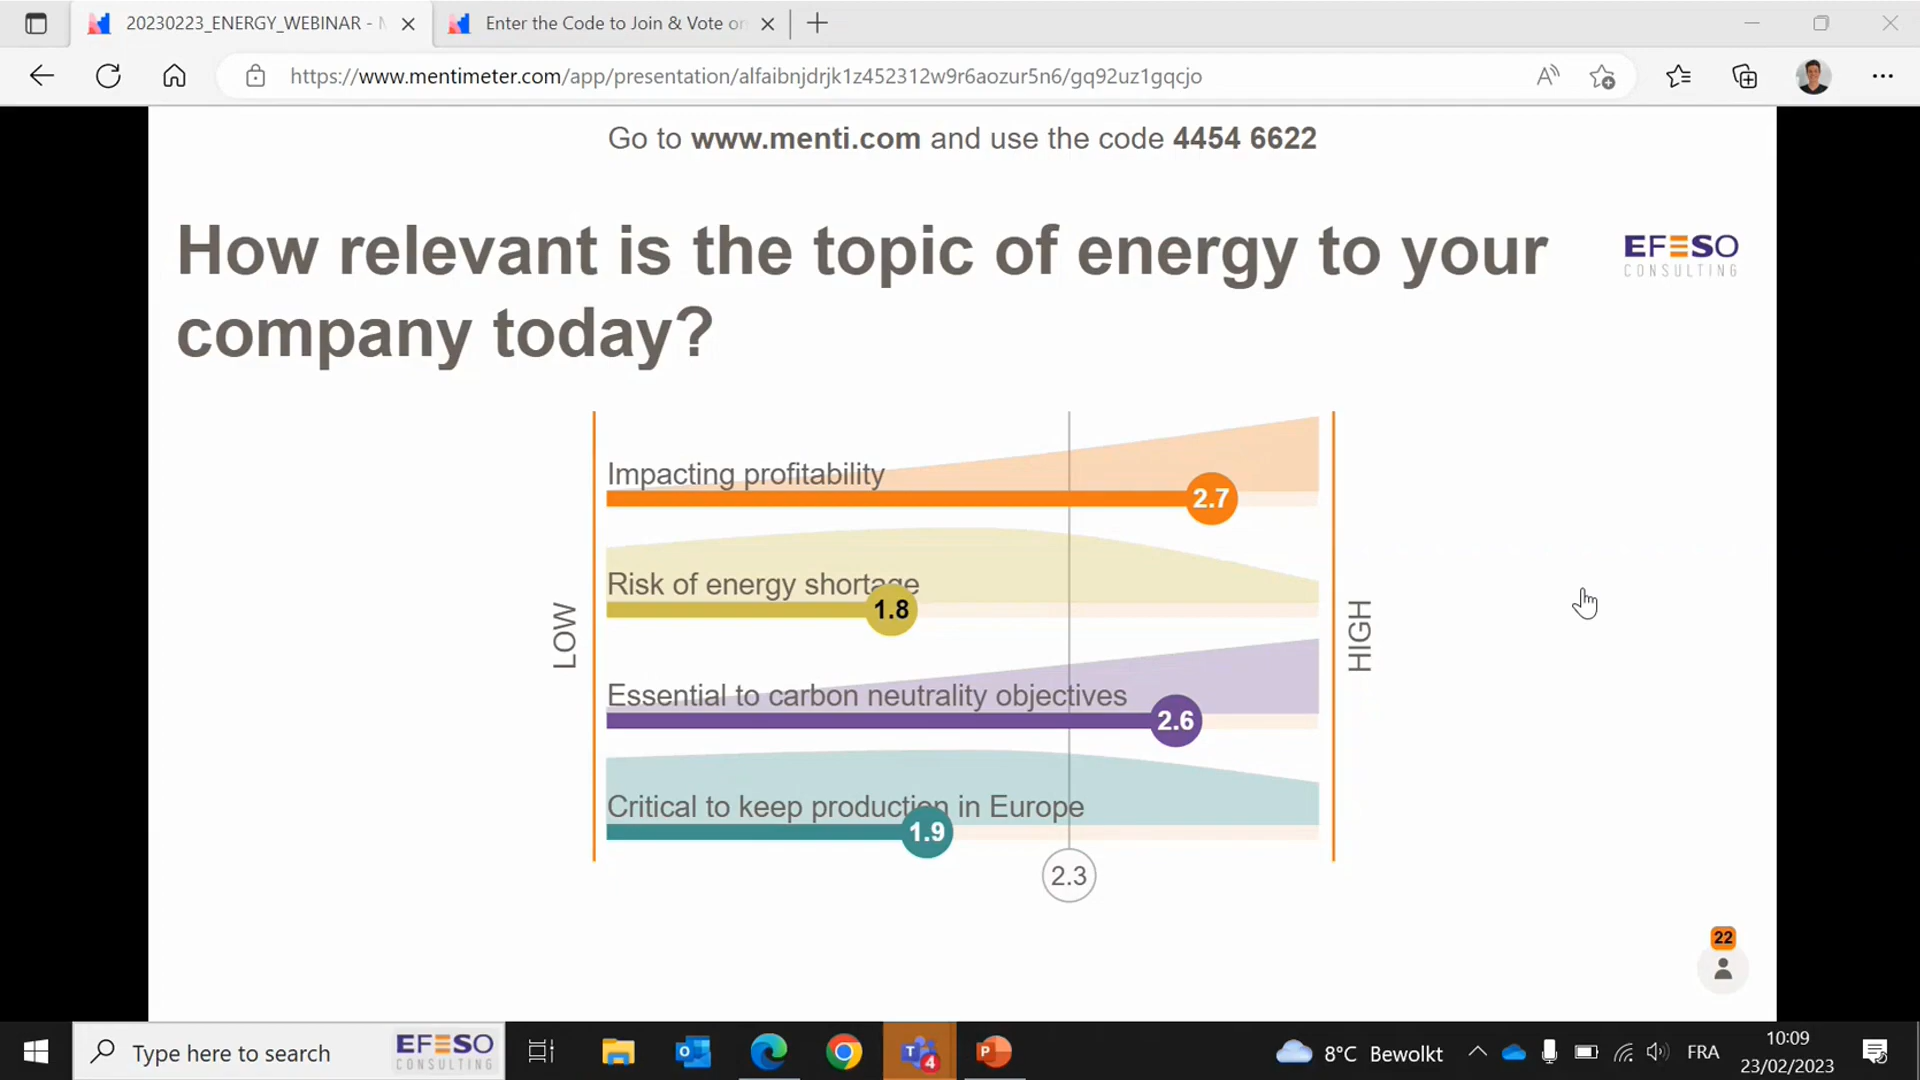 20230223_ENERGY_WEBINAR -
Enter the Code to Join & Vote or
https://www.mentimeter.com/app/presentation/alfaibnjdrjk1z452312w9r6aozur5n6/gq92uz1gqcjo
Go to www.menti.com and use the code 4454 6622
How relevant is the topic of energy to your
company today?
EFESO
CONSULTING
Impacting profitability
2.7
Risk of energy shortage
1.8
LOW
HIGH
Essential to carbon neutrality objectives
2.6
Critical to keep production in Europe
1.9
2.3
22
Type here to search
EFESO
CONSULTING
4
8°C Bewolkt
FRA
10:09
23/02/2023